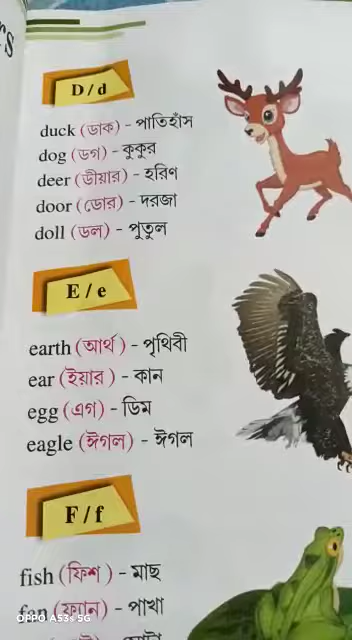 D / d
duck (ডাক) - পাতিহাঁস
dog (ডগ) - কুকুর
deer (ডীয়ার) - হরিণ
door (ডোর) - দরজা
doll (ডল) - পুতুল
E / e
earth (আর্থ) - পৃথিবী
ear (ইয়ার) - কান
egg (এগ) - ডিম
eagle (ঈগল) - ঈগল
F / f
fish (ফিশ) - মাছ
fan (ফ্যান) - পাখা
OPPO A53s 5G